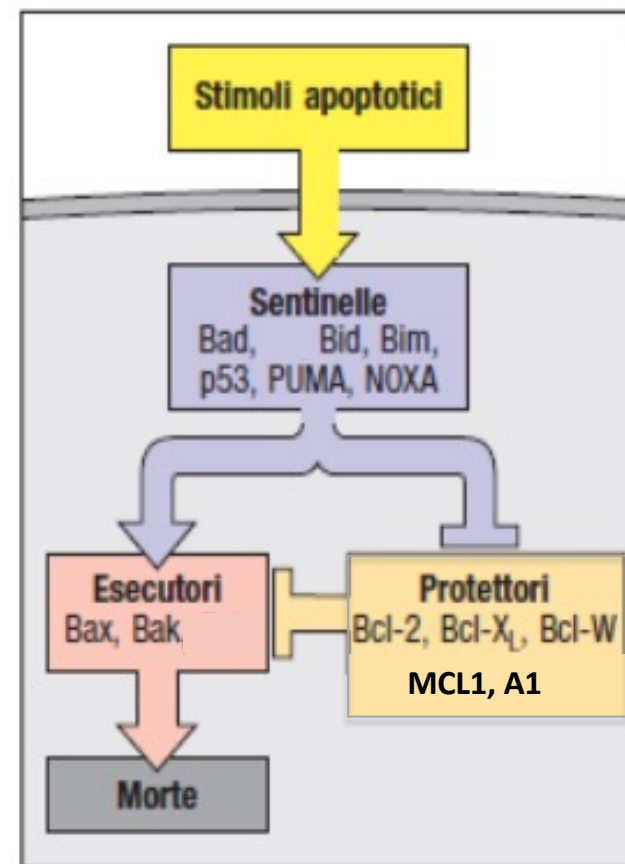 Stimoli apoptotici
Sentinelle
Bad, Bid, Bim,
p53, PUMA, NOXA
Esecutori
Bax, Bak,
Protettori
Bcl-2, Bcl-XL, Bcl-W
MCL1, A1
Morte